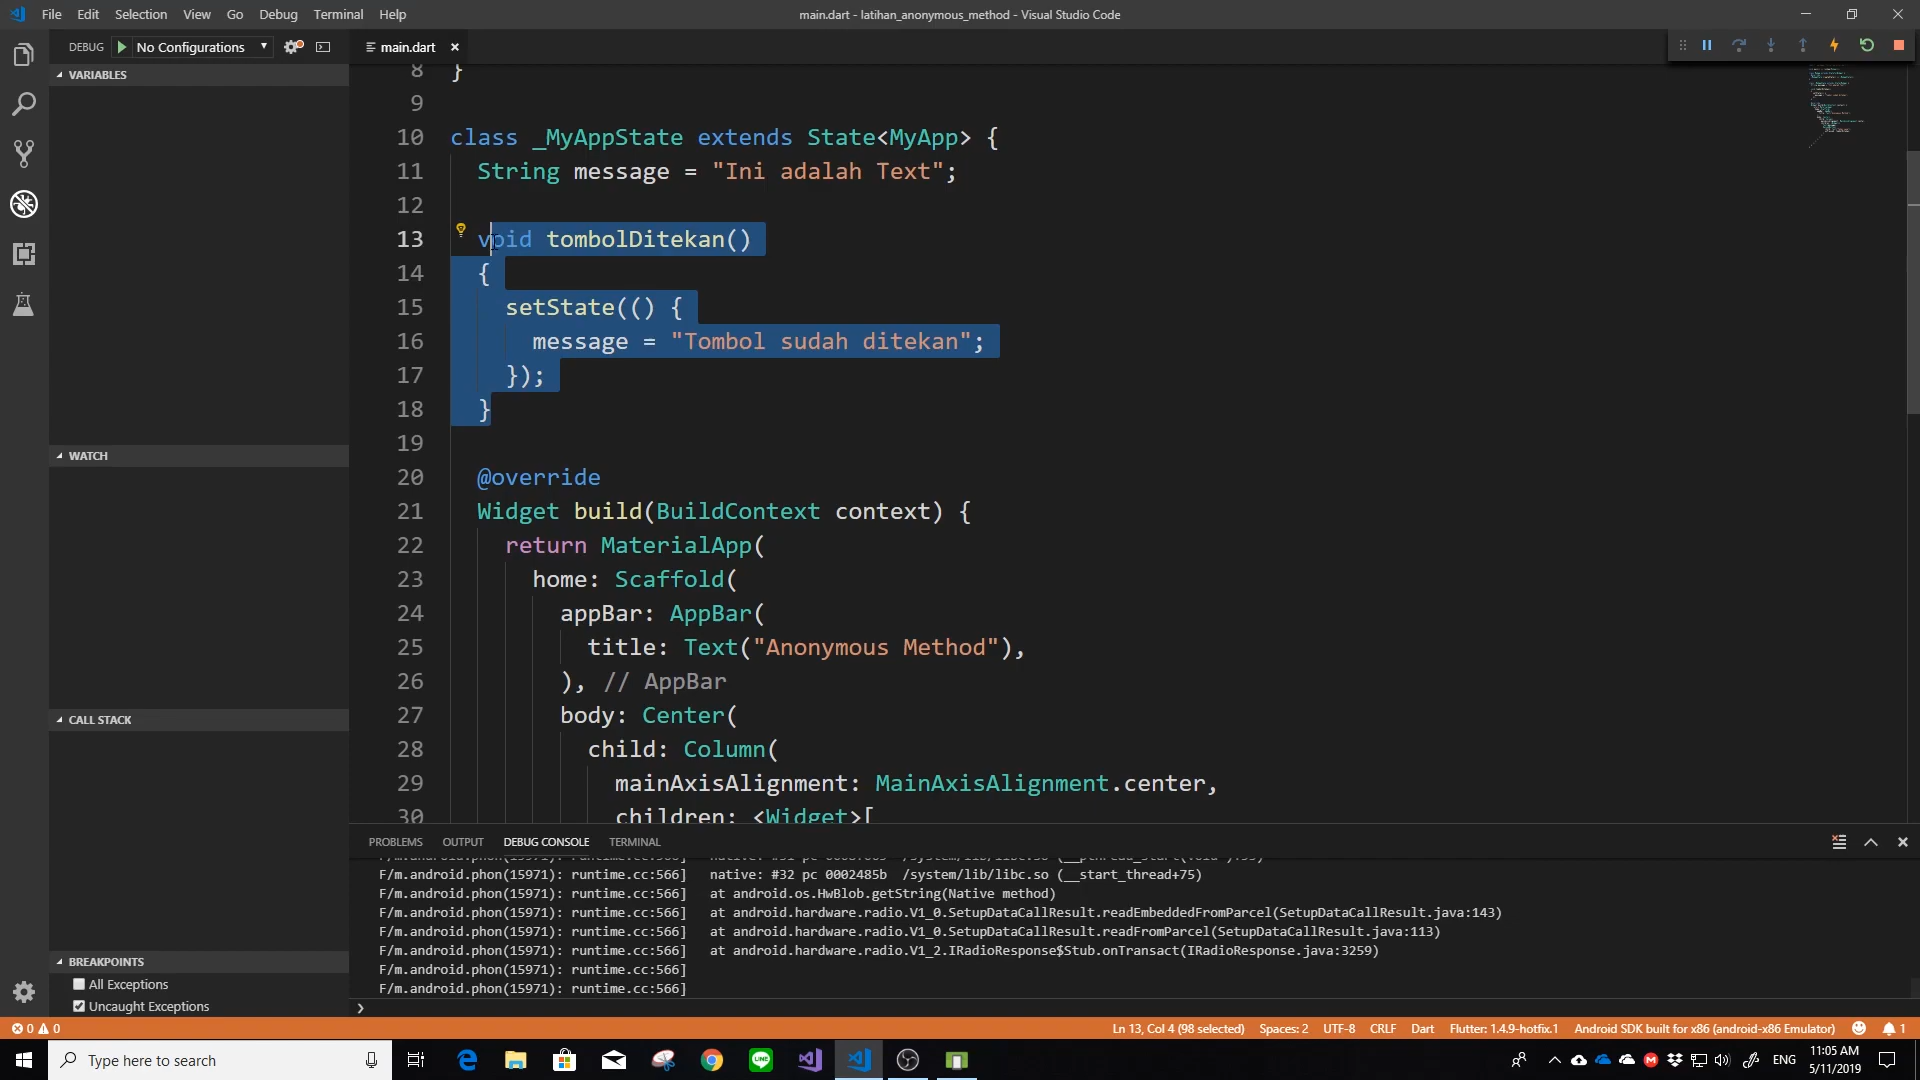 File Edit Selection View Go Debug Terminal Help
main.dart - latihan_anonymous_method - Visual Studio Code
DEBUG No Configurations
main.dart
VARIABLES
8 }
9
10 class _MyAppState extends State<MyApp> {
11 String message = "Ini adalah Text";
12
13 void tombolDitekan()
14 {
15 setState(() {
16 message = "Tombol sudah ditekan";
17 });
18 }
19
20 @override
21 Widget build(BuildContext context) {
22 return MaterialApp(
23 home: Scaffold(
24 appBar: AppBar(
25 title: Text("Anonymous Method"),
26 ), // AppBar
27 body: Center(
28 child: Column(
29 mainAxisAlignment: MainAxisAlignment.center,
30 children: <Widget>[
WATCH
CALL STACK
BREAKPOINTS
All Exceptions
Uncaught Exceptions
PROBLEMS OUTPUT DEBUG CONSOLE TERMINAL
F/m.android.phon(15971): runtime.cc:566] native: #32 pc 0002485b /system/lib/libc.so (__start_thread+75)
F/m.android.phon(15971): runtime.cc:566] at android.os.HwBlob.getString(Native method)
F/m.android.phon(15971): runtime.cc:566] at android.hardware.radio.V1_0.SetupDataCallResult.readEmbeddedFromParcel(SetupDataCallResult.java:143)
F/m.android.phon(15971): runtime.cc:566] at android.hardware.radio.V1_0.SetupDataCallResult.readFromParcel(SetupDataCallResult.java:113)
F/m.android.phon(15971): runtime.cc:566] at android.hardware.radio.V1_2.IRadioResponse$Stub.onTransact(IRadioResponse.java:3259)
F/m.android.phon(15971): runtime.cc:566]
F/m.android.phon(15971): runtime.cc:566]
0 0
Ln 13, Col 4 (98 selected) Spaces: 2 UTF-8 CRLF Dart Flutter: 1.4.9-hotfix.1 Android SDK built for x86 (android-x86 Emulator) 1
Type here to search
LINE
ENG
11:05 AM
5/11/2019